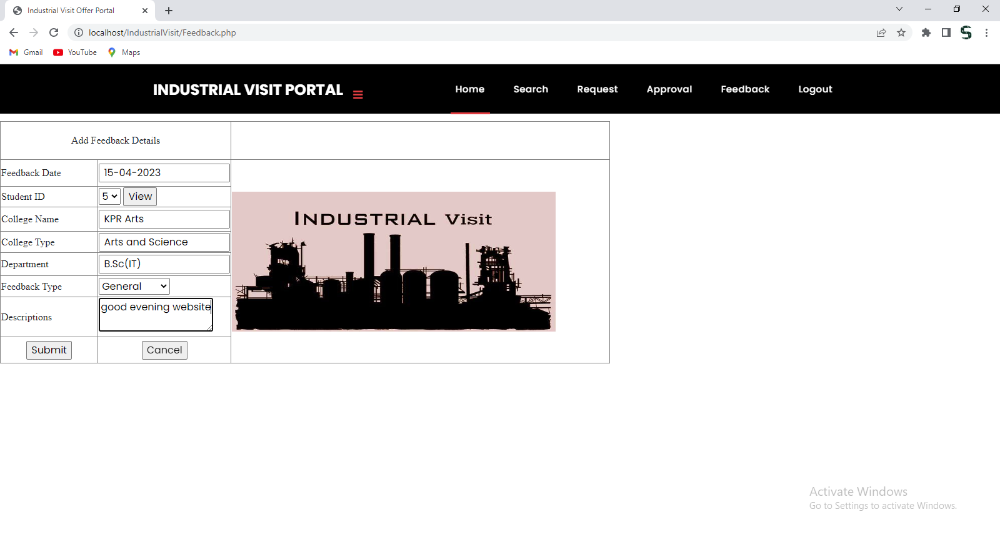 Industrial Visit Offer Portal
localhost/IndustrialVisit/Feedback.php
Gmail YouTube Maps
INDUSTRIAL VISIT PORTAL Home Search Request Approval Feedback Logout
Add Feedback Details
Feedback Date 15-04-2023
Student ID 5 View
College Name KPR Arts
College Type Arts and Science
Department B.Sc(IT)
Feedback Type General
Descriptions good evening website
Submit Cancel
INDUSTRIAL Visit
Activate Windows
Go to Settings to activate Windows.